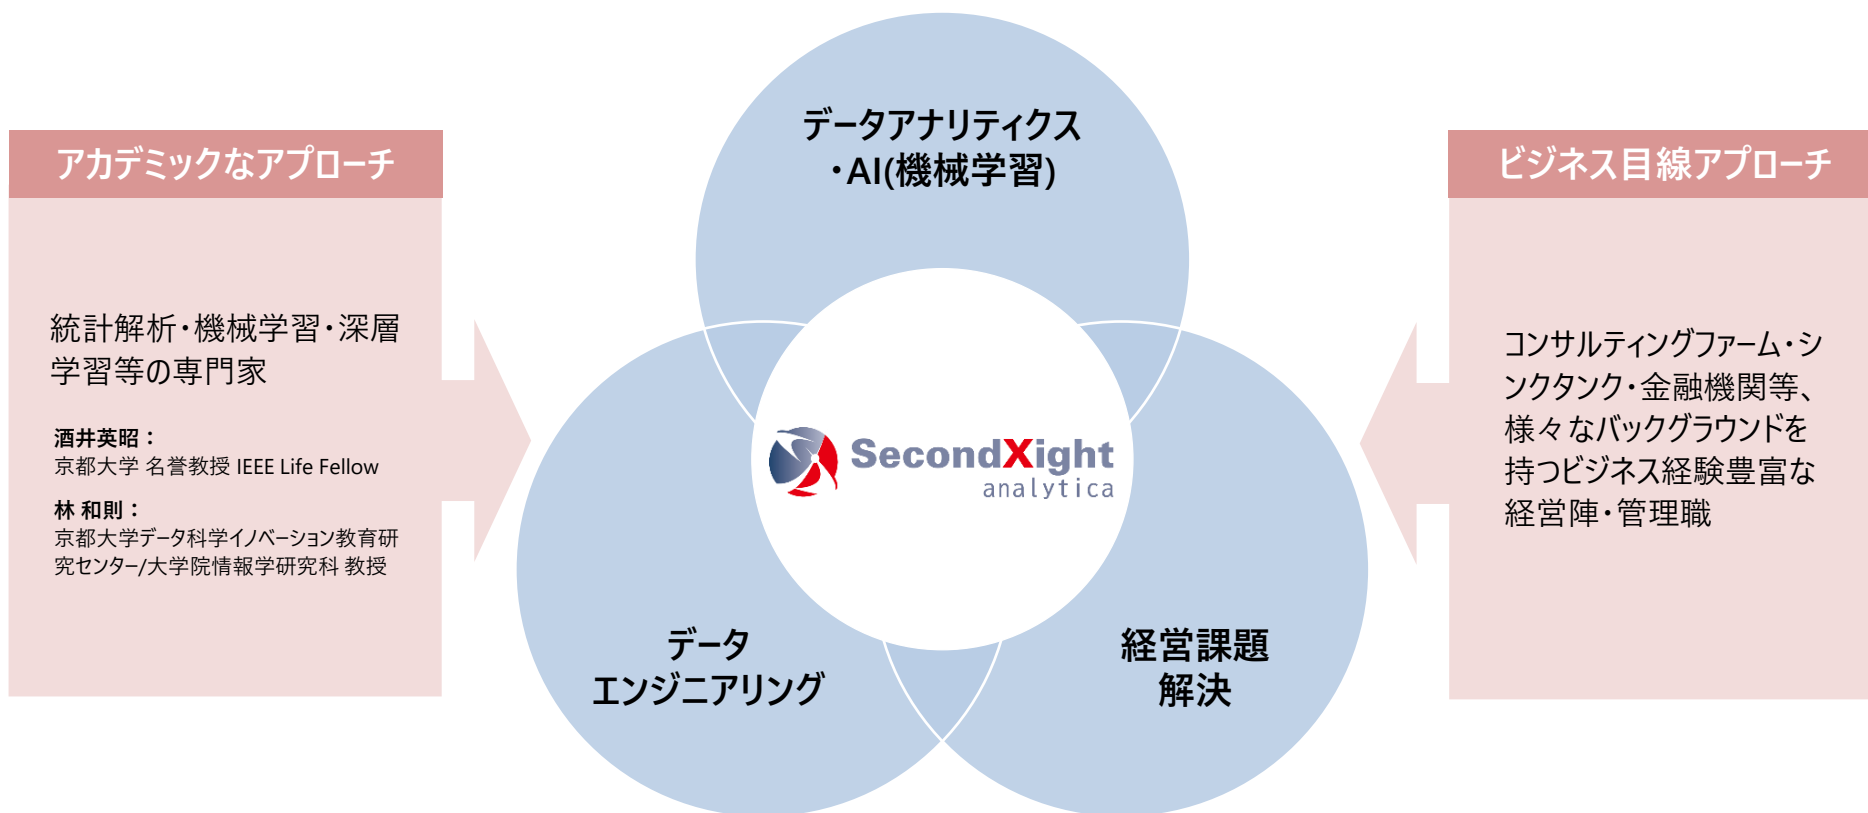 アカデミックなアプローチ
統計解析・機械学習・深層
学習等の専門家
酒井英昭：
京都大学 名誉教授 IEEE Life Fellow
林 和則：
京都大学データ科学イノベーション教育研
究センター/大学院情報学研究科 教授
データアナリティクス
・AI(機械学習)
SecondXight
analytica
データ
エンジニアリング
経営課題
解決
ビジネス目線アプローチ
コンサルティングファーム・シ
ンクタンク・金融機関等、
様々なバックグラウンドを
持つビジネス経験豊富な
経営陣・管理職